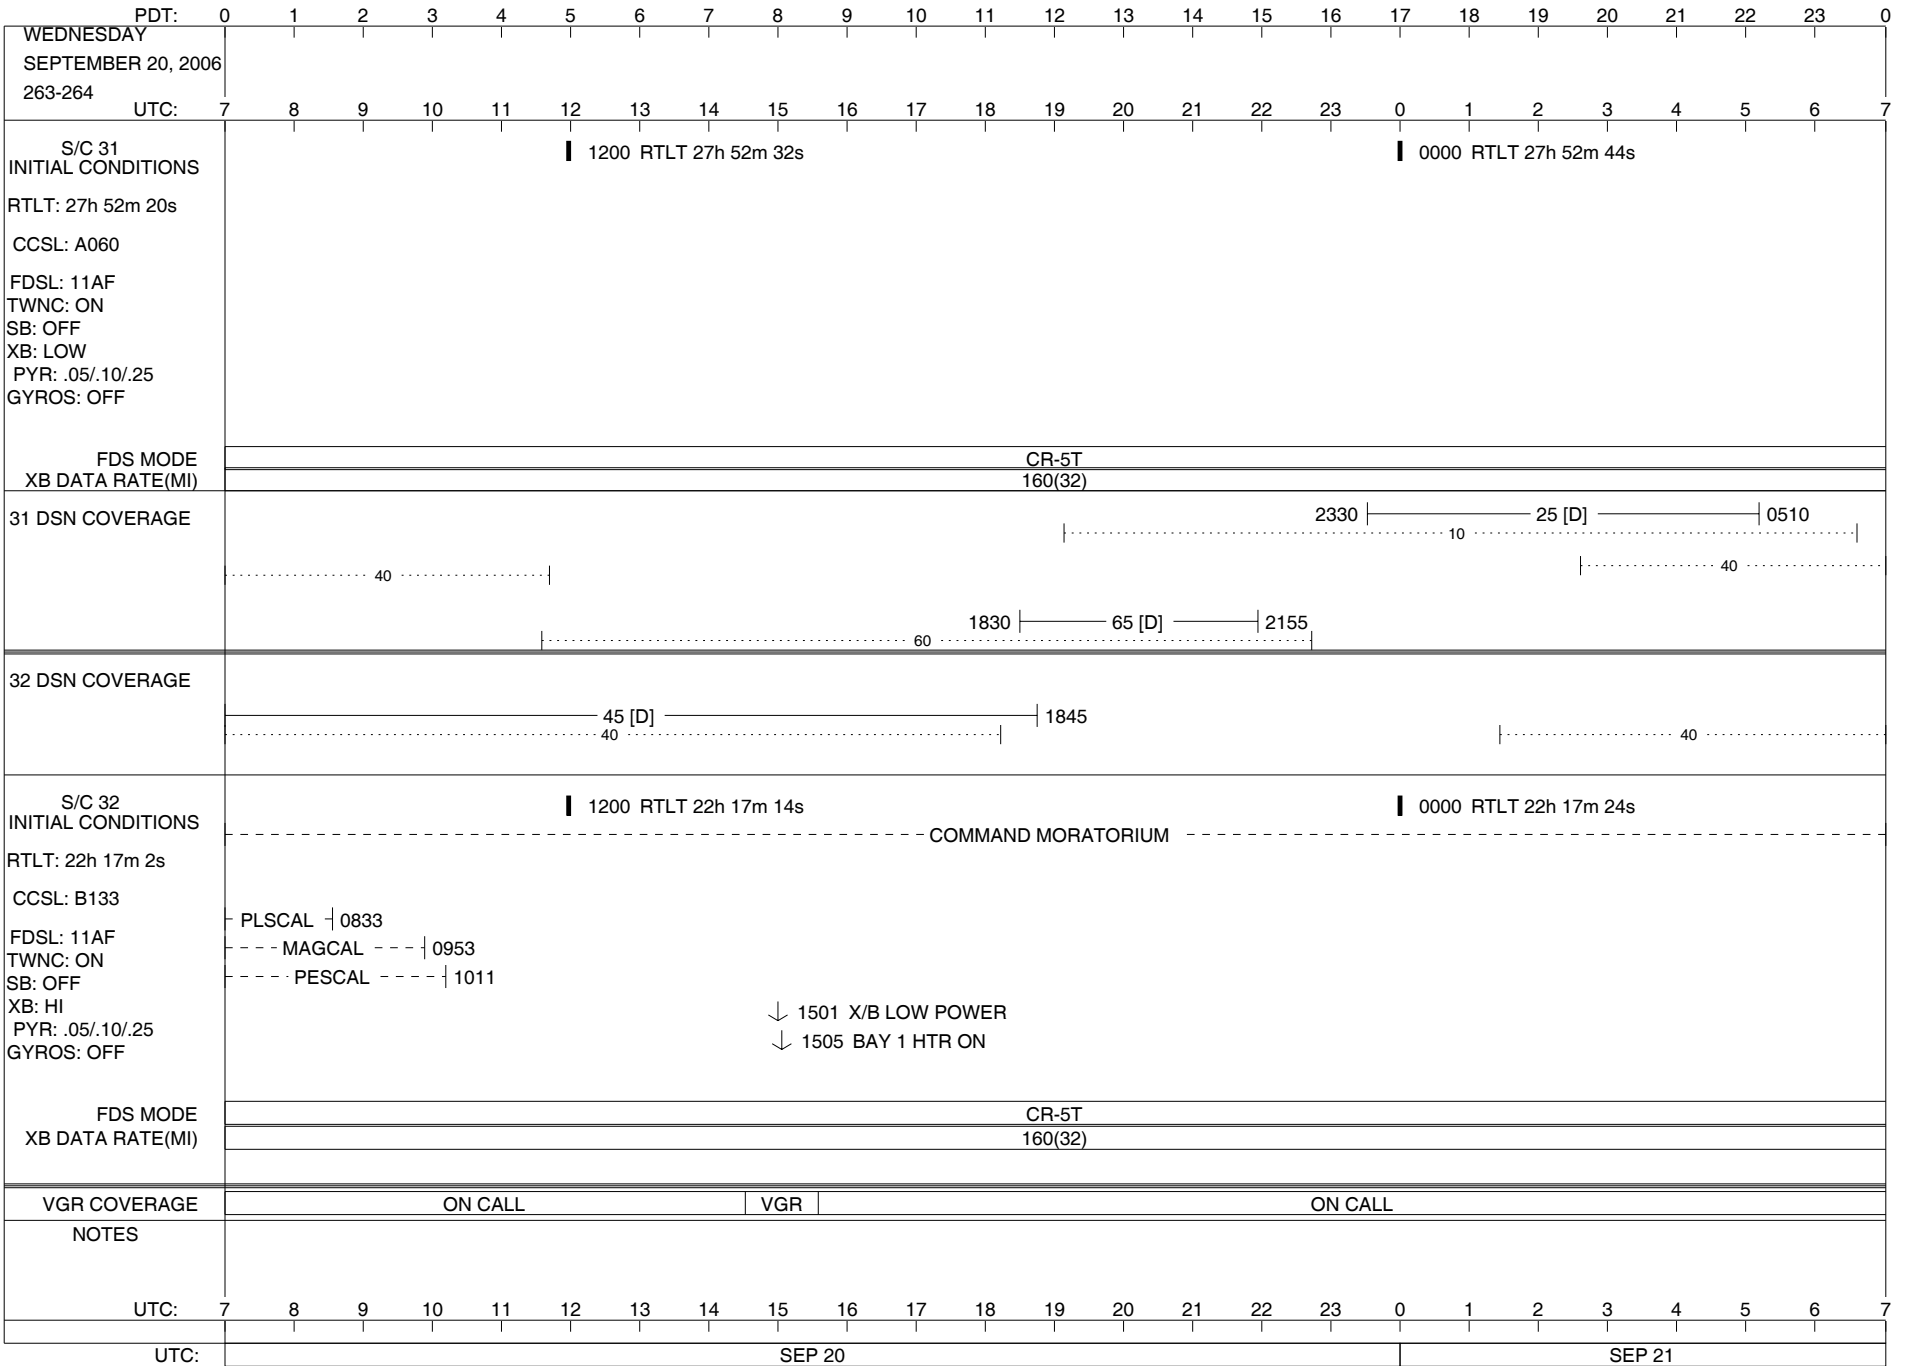 PDT: 0 1 2 3 4 5 6 7 8 9 10 11 12 13 14 15 16 17 18 19 20 21 22 23 0
WEDNESDAY
SEPTEMBER 20, 2006
263-264
UTC: 7 8 9 10 11 12 13 14 15 16 17 18 19 20 21 22 23 0 1 2 3 4 5 6 7
S/C 31
INITIAL CONDITIONS
1200 RTLT 27h 52m 32s
0000 RTLT 27h 52m 44s
RTLT: 27h 52m 20s
CCSL: A060
FDSL: 11AF
TWNC: ON
SB: OFF
XB: LOW
PYR: .05/.10/.25
GYROS: OFF
FDS MODE CR-5T
XB DATA RATE(MI) 160(32)
31 DSN COVERAGE
2330 25 [D] 0510
10
40
40
1830 65 [D] 2155
60
32 DSN COVERAGE
45 [D] 1845
40 40
S/C 32
INITIAL CONDITIONS
1200 RTLT 22h 17m 14s
0000 RTLT 22h 17m 24s
COMMAND MORATORIUM
RTLT: 22h 17m 2s
CCSL: B133
FDSL: 11AF
TWNC: ON
SB: OFF
XB: HI
PYR: .05/.10/.25
GYROS: OFF
PLSCAL 0833
MAGCAL 0953
PESCAL 1011
1501 X/B LOW POWER
1505 BAY 1 HTR ON
FDS MODE CR-5T
XB DATA RATE(MI) 160(32)
VGR COVERAGE ON CALL VGR ON CALL
NOTES
UTC: 7 8 9 10 11 12 13 14 15 16 17 18 19 20 21 22 23 0 1 2 3 4 5 6 7
UTC: SEP 20 SEP 21